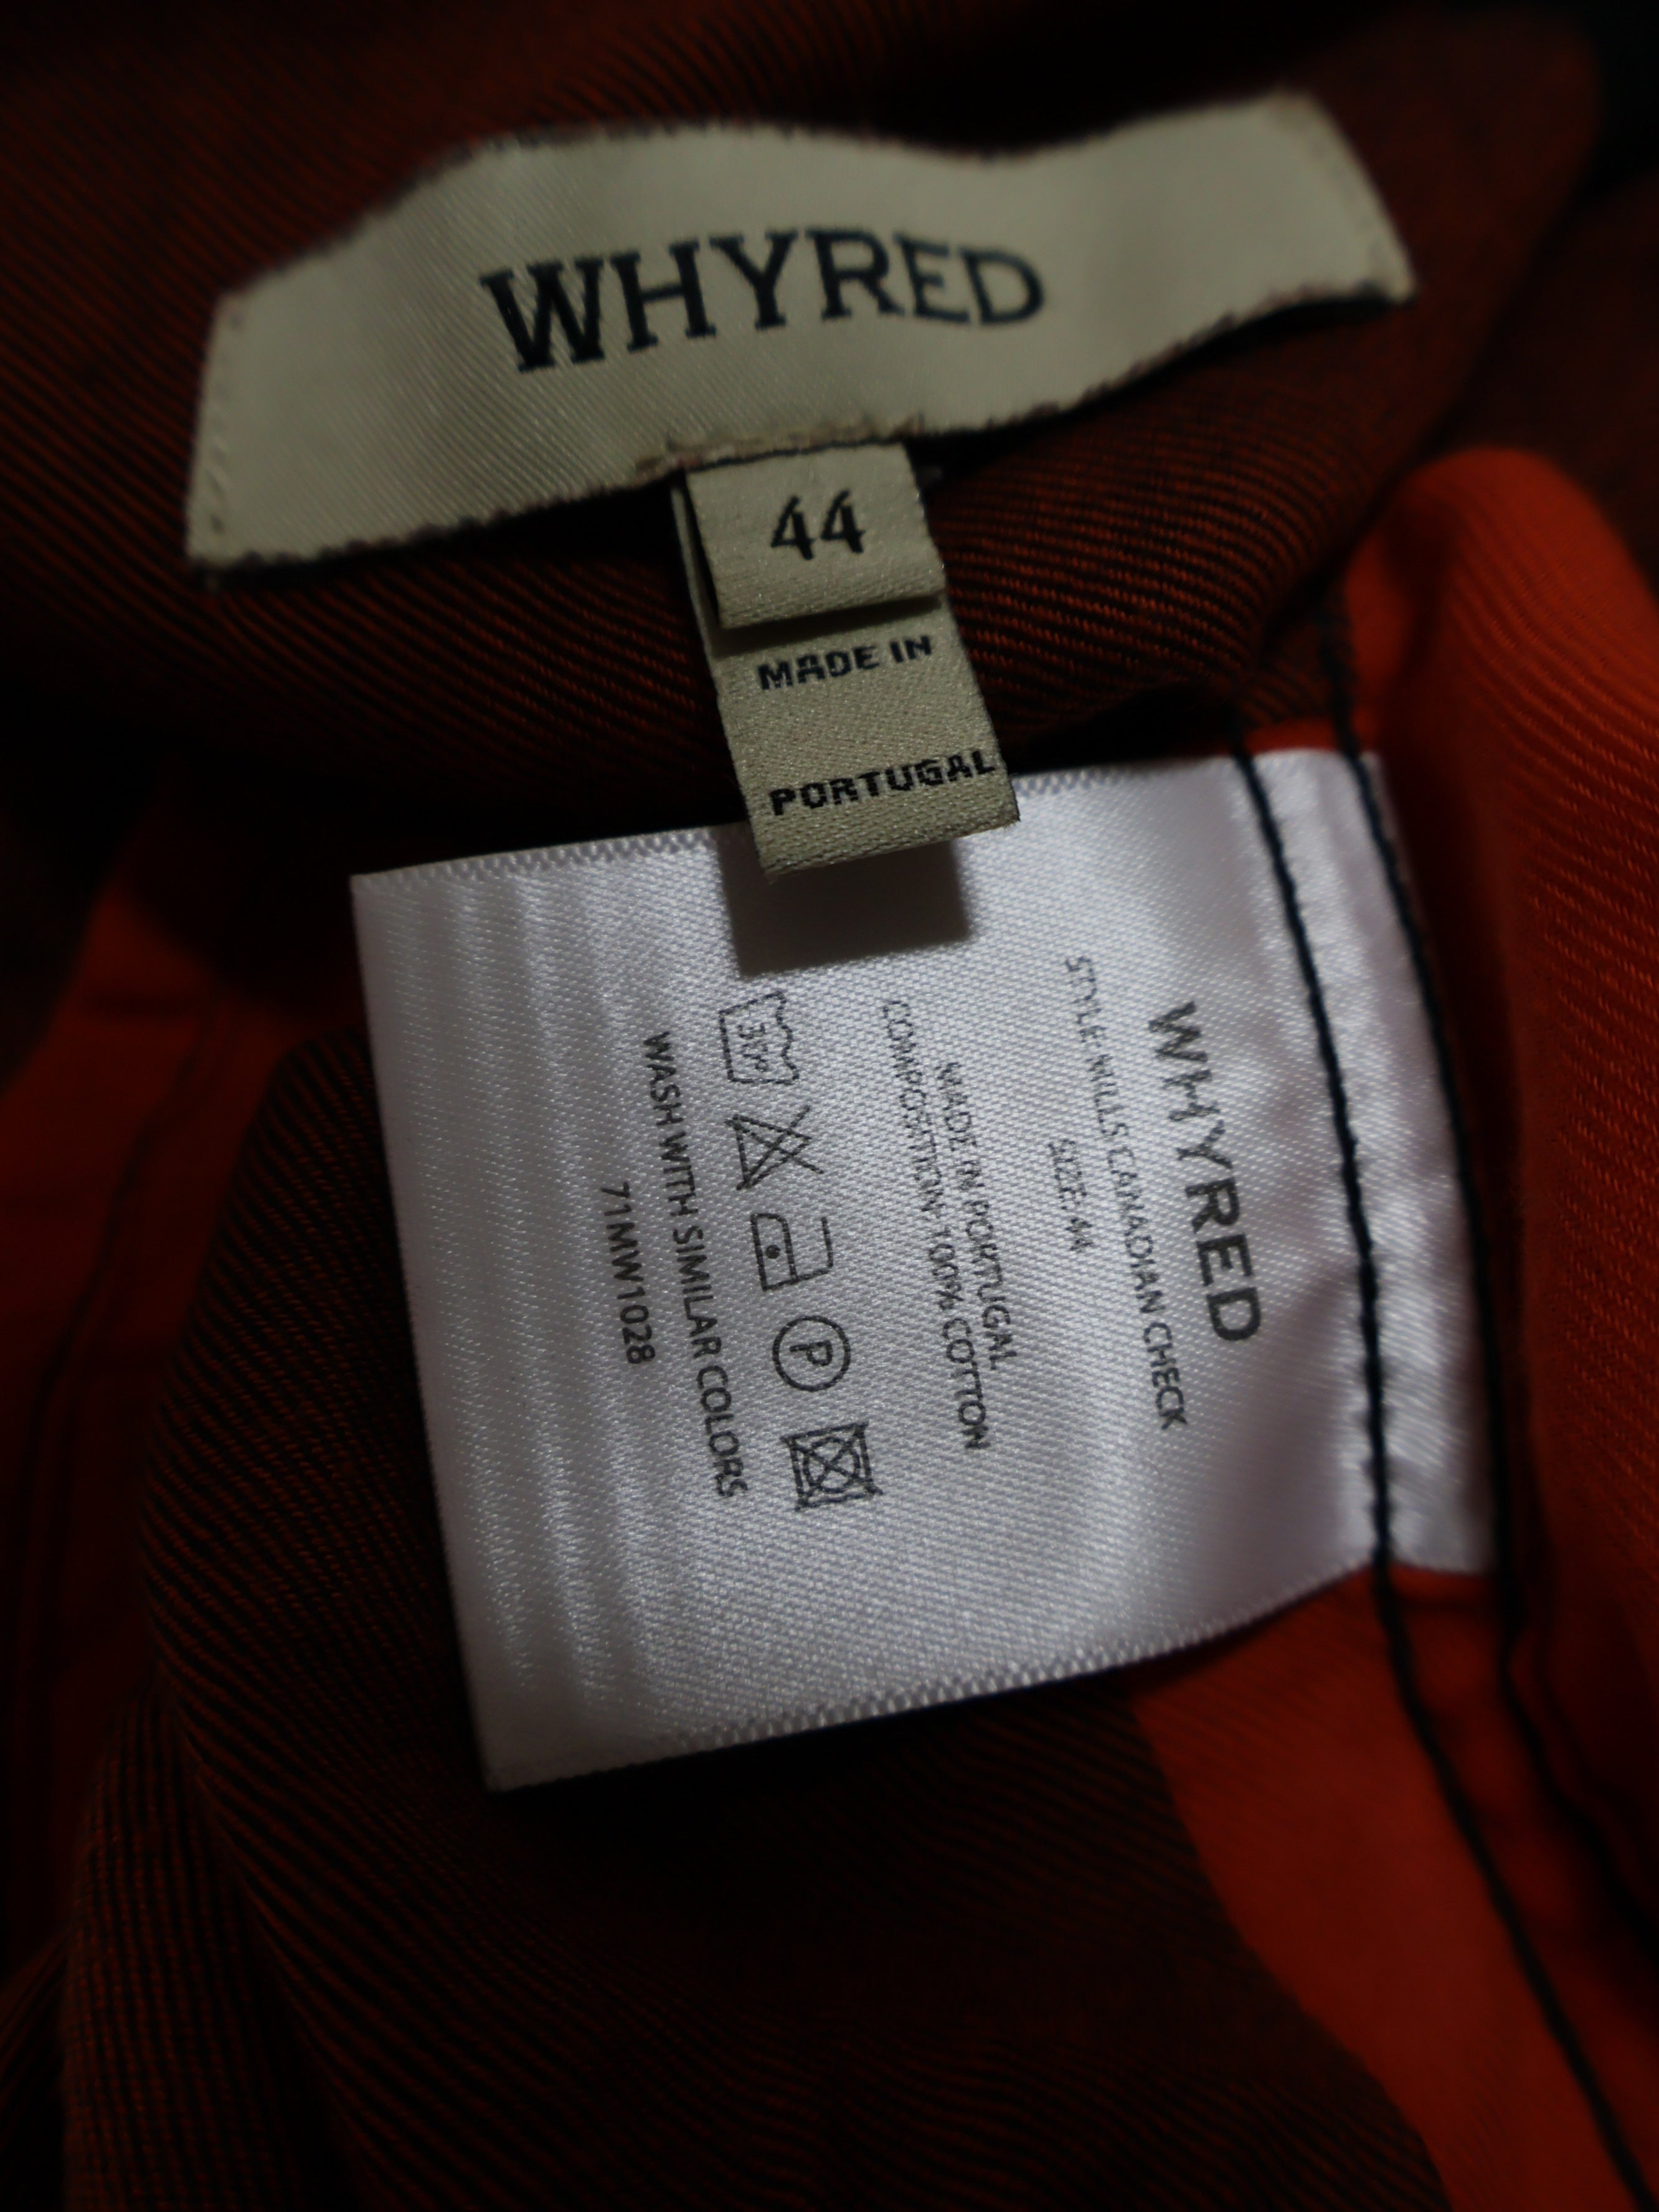 WHYRED
44
MADE IN
PORTUGAL
WHYRED
STYLE: NILLS CANADIAN CHECK
SIZE: 44
MADE IN PORTUGAL
COMPOSITION: 100% COTTON
30°
P
WASH WITH SIMILAR COLORS
71MW1028